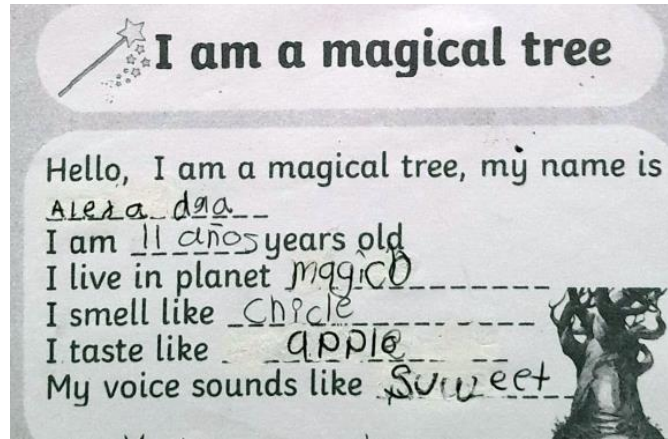 I am a magical tree
Hello, I am a magical tree, my name is
Alexa
I am 11 años years old
I live in planet magico
I smell like chicle
I taste like apple
My voice sounds like Suweet